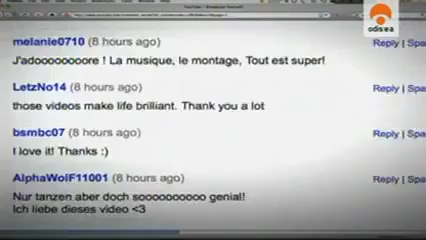 odisea
melanie0710 (8 hours ago)
Reply | Spa
J'adooooooooore ! La musique, le montage, Tout est super!
LetzNo14 (8 hours ago)
Reply | Spa
those videos make life brilliant. Thank you a lot
bsmbc07 (8 hours ago)
Reply | Spa
I love it! Thanks :)
AlphaWolF11001 (8 hours ago)
Reply | Spa
Nur tanzen aber doch soooooooooo genial!
Ich liebe dieses video <3